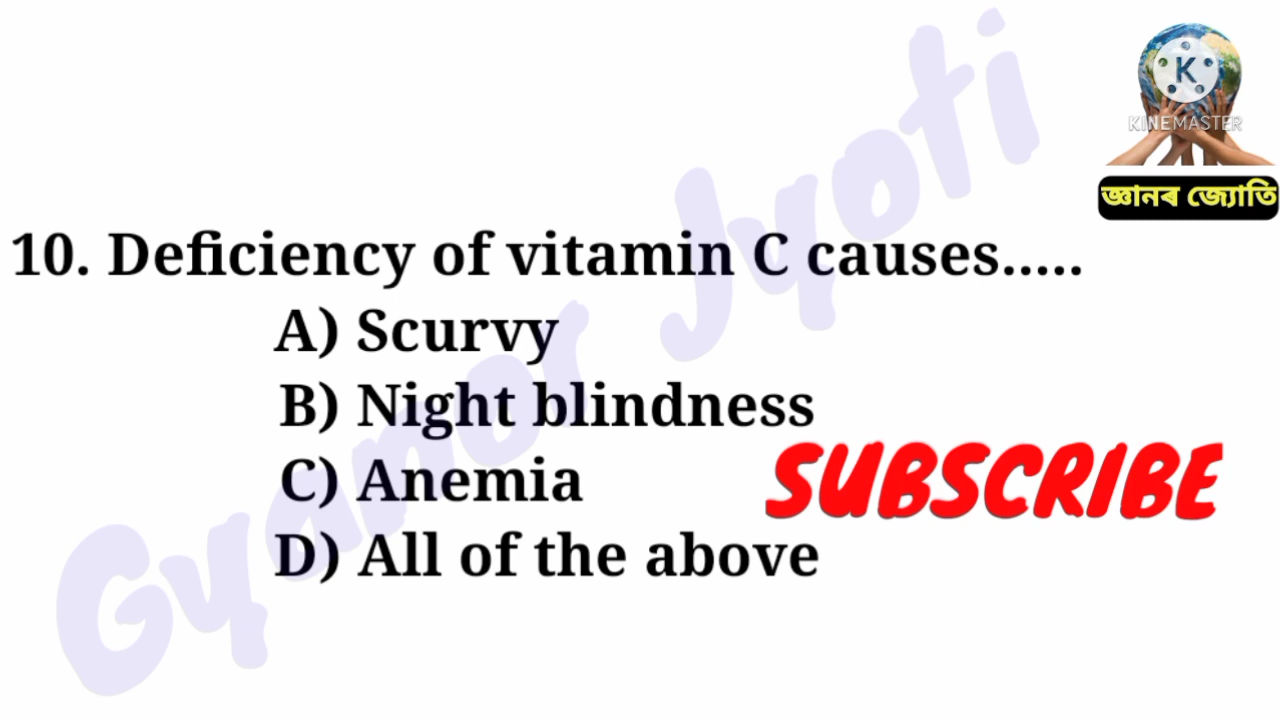 K
KINEMASTER
জ্ঞানৰ জ্যোতি
Gyanor Jyoti
10. Deficiency of vitamin C causes.....
A) Scurvy
B) Night blindness
C) Anemia
SUBSCRIBE
D) All of the above